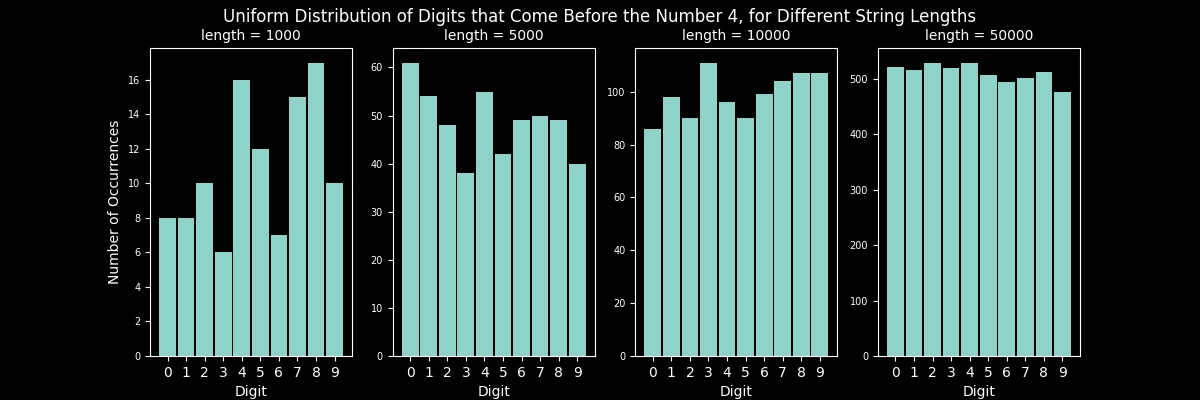 Uniform Distribution of Digits that Come Before the Number 4, for Different String Lengths
length = 1000
length = 5000
length = 10000
length = 50000
Number of Occurrences
16
14
12
10
8
6
4
2
0
0 1 2 3 4 5 6 7 8 9
Digit
60
50
40
30
20
10
0
0 1 2 3 4 5 6 7 8 9
Digit
100
80
60
40
20
0
0 1 2 3 4 5 6 7 8 9
Digit
500
400
300
200
100
0
0 1 2 3 4 5 6 7 8 9
Digit